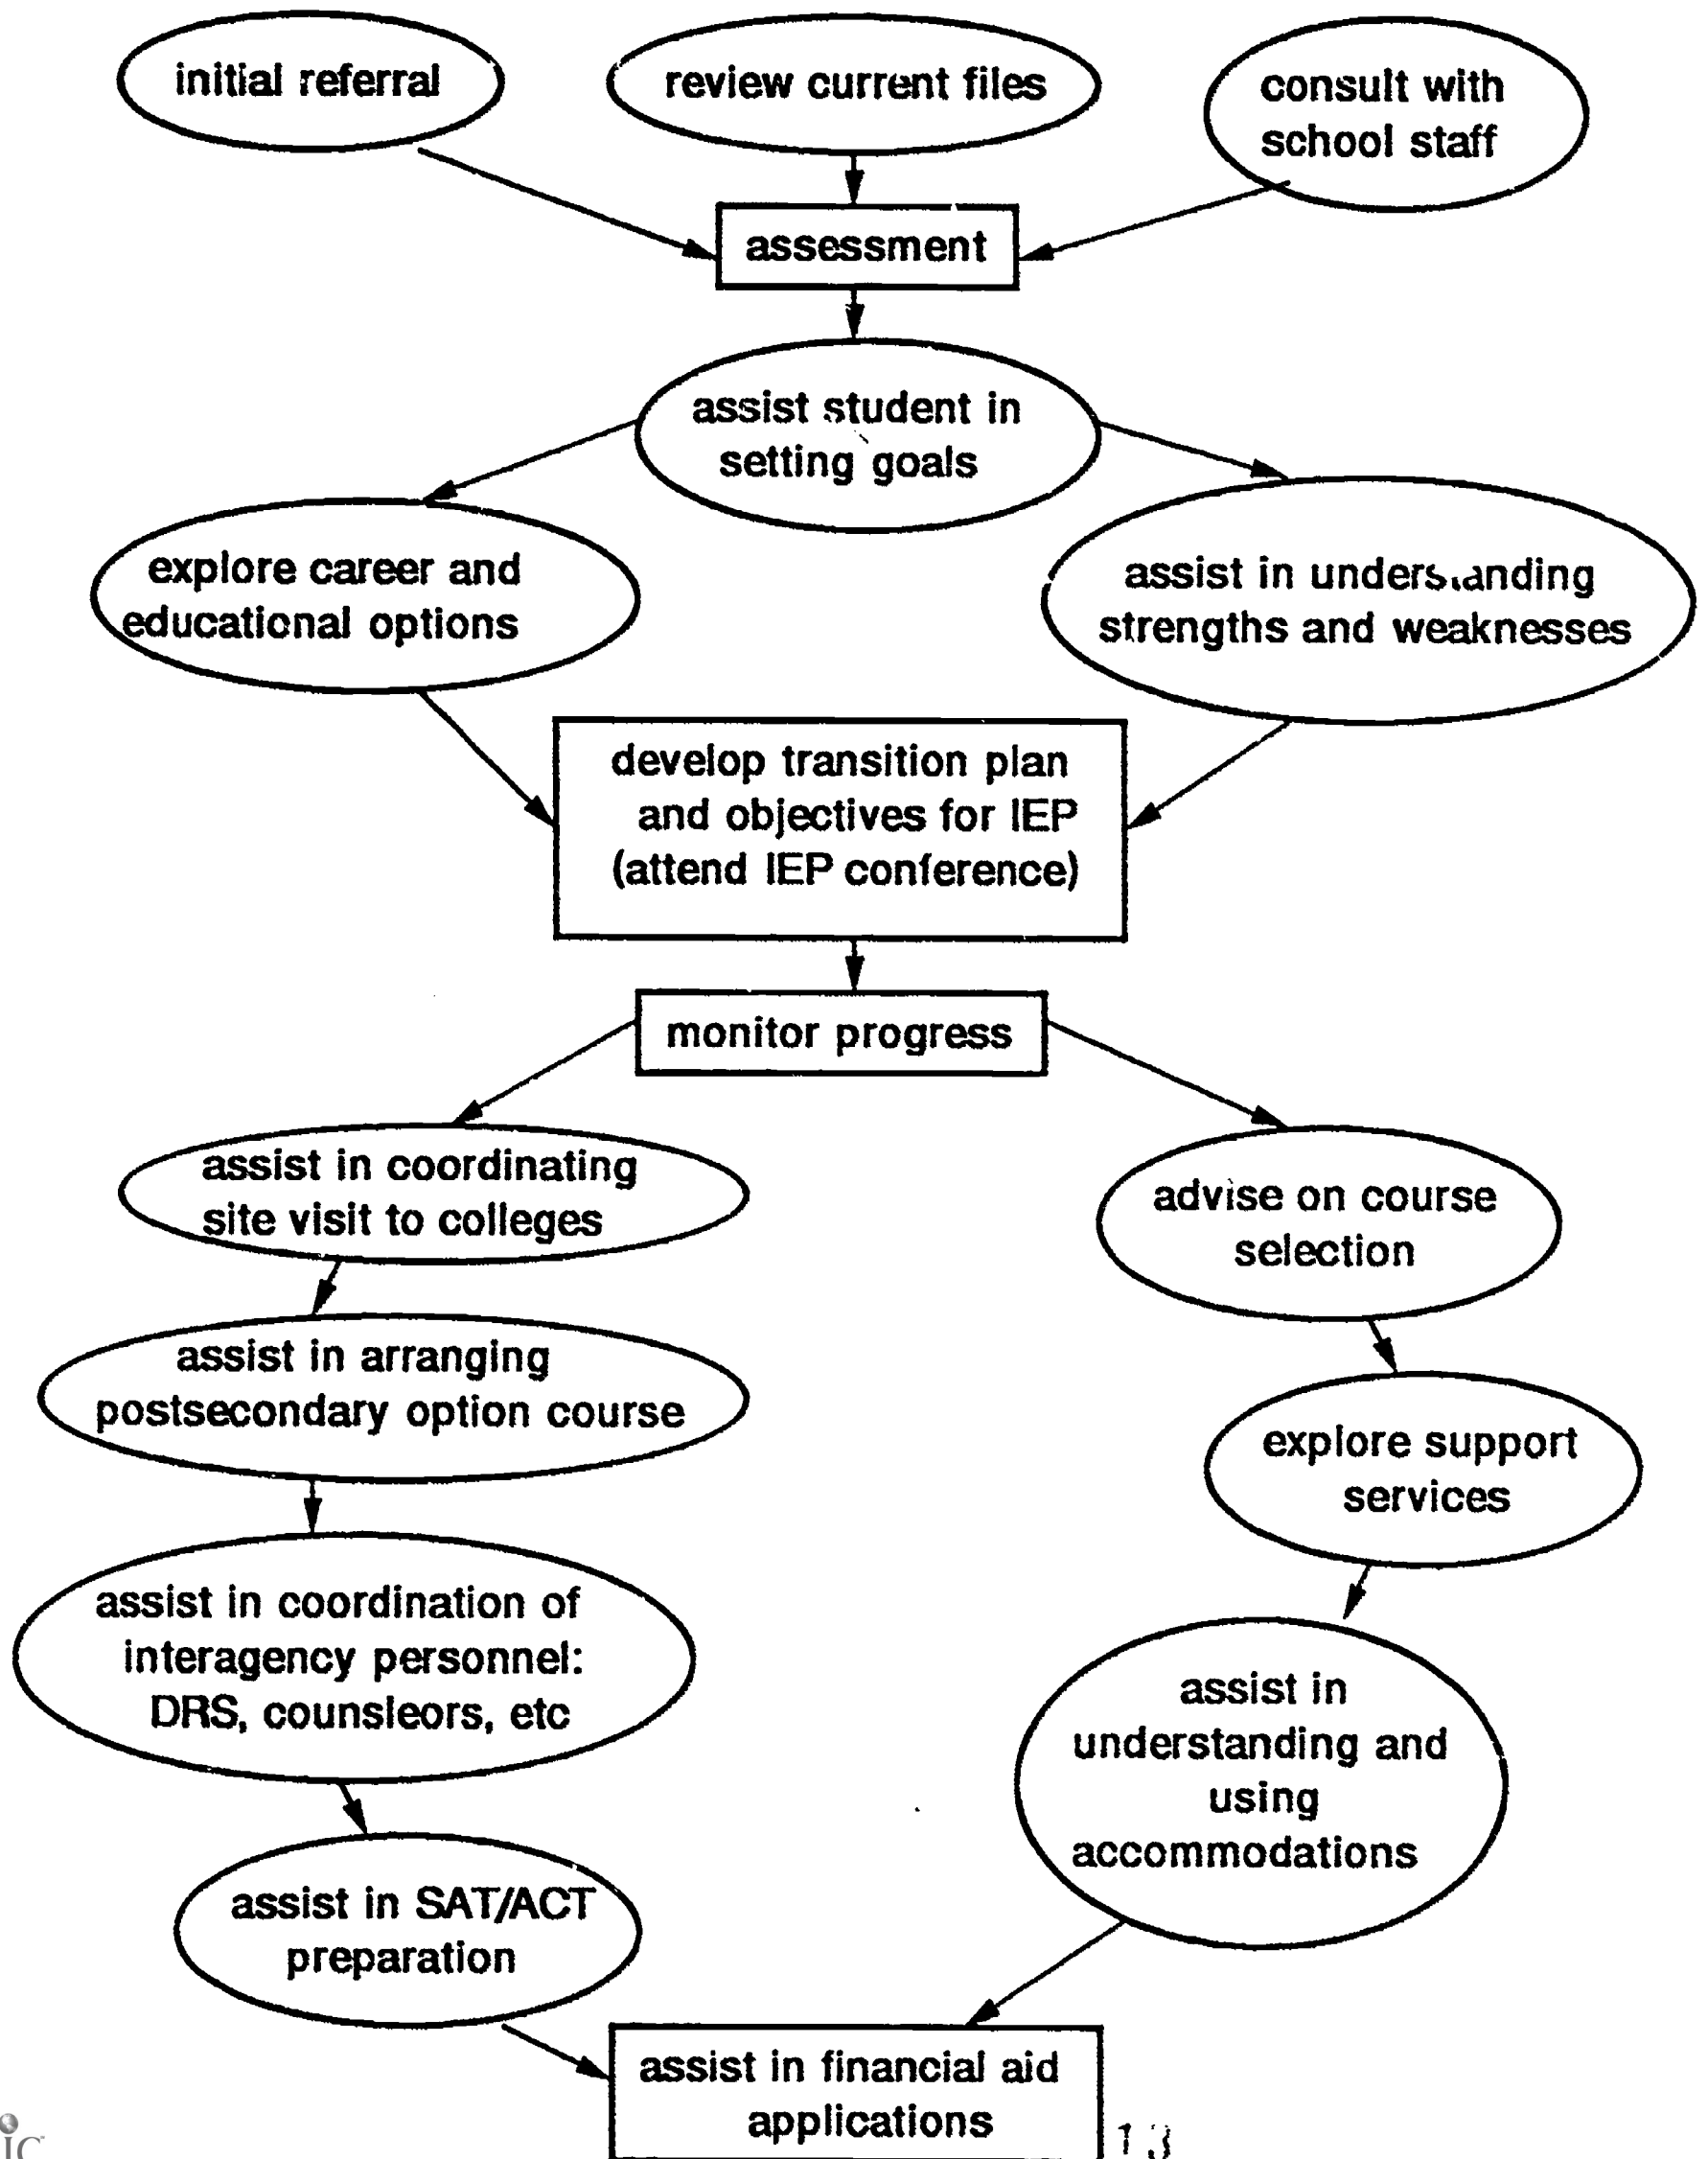 initial referral
review current files
consult with
school staff
assessment
assist student in
setting goals
explore career and
educational options
assist in understanding
strengths and weaknesses
develop transition plan
and objectives for IEP
(attend IEP conference)
monitor progress
assist in coordinating
site visit to colleges
advise on course
selection
assist in arranging
postsecondary option course
explore support
services
assist in coordination of
interagency personnel:
DRS, counsleors, etc
assist in
understanding and
using
accommodations
assist in SAT/ACT
preparation
assist in financial aid
applications
13